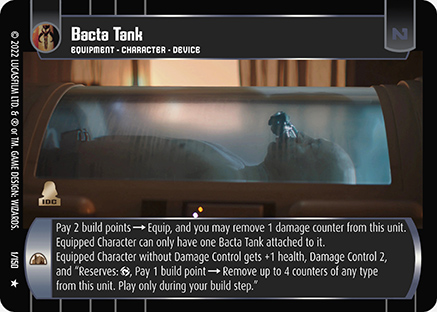 Bacta Tank
EQUIPMENT - CHARACTER - DEVICE
N
© 2022 LUCASFILM LTD. & ® OR TM. GAME DESIGN: WIZARDS.
IDC
Pay 2 build points → Equip, and you may remove 1 damage counter from this unit.
Equipped Character can only have one Bacta Tank attached to it.
Equipped Character without Damage Control gets +1 health, Damage Control 2,
and “Reserves: , Pay 1 build point → Remove up to 4 counters of any type
from this unit. Play only during your build step.”
1/150